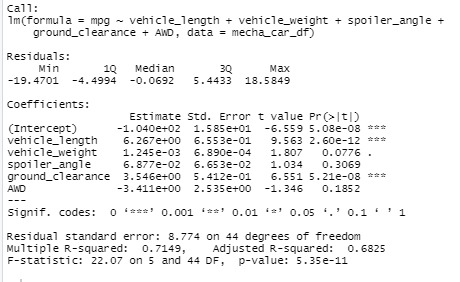 Call:
lm(formula = mpg ~ vehicle_length + vehicle_weight + spoiler_angle +
    ground_clearance + AWD, data = mecha_car_df)
Residuals:
     Min       1Q   Median       3Q      Max
-19.4701  -4.4994  -0.0692   5.4433  18.5849
Coefficients:
                   Estimate Std. Error t value Pr(>|t|)
(Intercept)      -1.040e+02  1.585e+01  -6.559 5.08e-08 ***
vehicle_length    6.267e+00  6.553e-01   9.563 2.60e-12 ***
vehicle_weight    1.245e-03  6.890e-04   1.807   0.0776 .
spoiler_angle     6.877e-02  6.653e-02   1.034   0.3069
ground_clearance  3.546e+00  5.412e-01   6.551 5.21e-08 ***
AWD              -3.411e+00  2.535e+00  -1.346   0.1852
---
Signif. codes:  0 ‘***’ 0.001 ‘**’ 0.01 ‘*’ 0.05 ‘.’ 0.1 ‘ ’ 1
Residual standard error: 8.774 on 44 degrees of freedom
Multiple R-squared:  0.7149,    Adjusted R-squared:  0.6825
F-statistic: 22.07 on 5 and 44 DF,  p-value: 5.35e-11